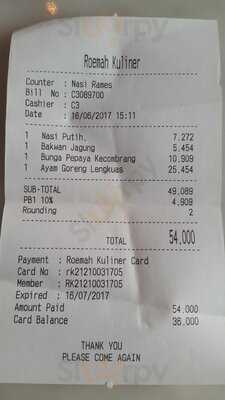 Roemah Kuliner
Counter : Nasi Rames
Bill No : C3089700
Cashier : C3
Date : 16/06/2017 15:11
1 Nasi Putih, 7.272
1 Bakwan Jagung 5.454
1 Bunga Pepaya Kecombrang 10.909
1 Ayam Goreng Lengkuas 25.454
SUB-TOTAL 49.089
PB1 10% 4.909
Rounding 2
TOTAL 54.000
Payment : Roemah Kuliner Card
Card No : rk21210031705
Member : RK21210031705
Expired : 16/07/2017
Amount Paid 54.000
Card Balance 36.000
THANK YOU
PLEASE COME AGAIN